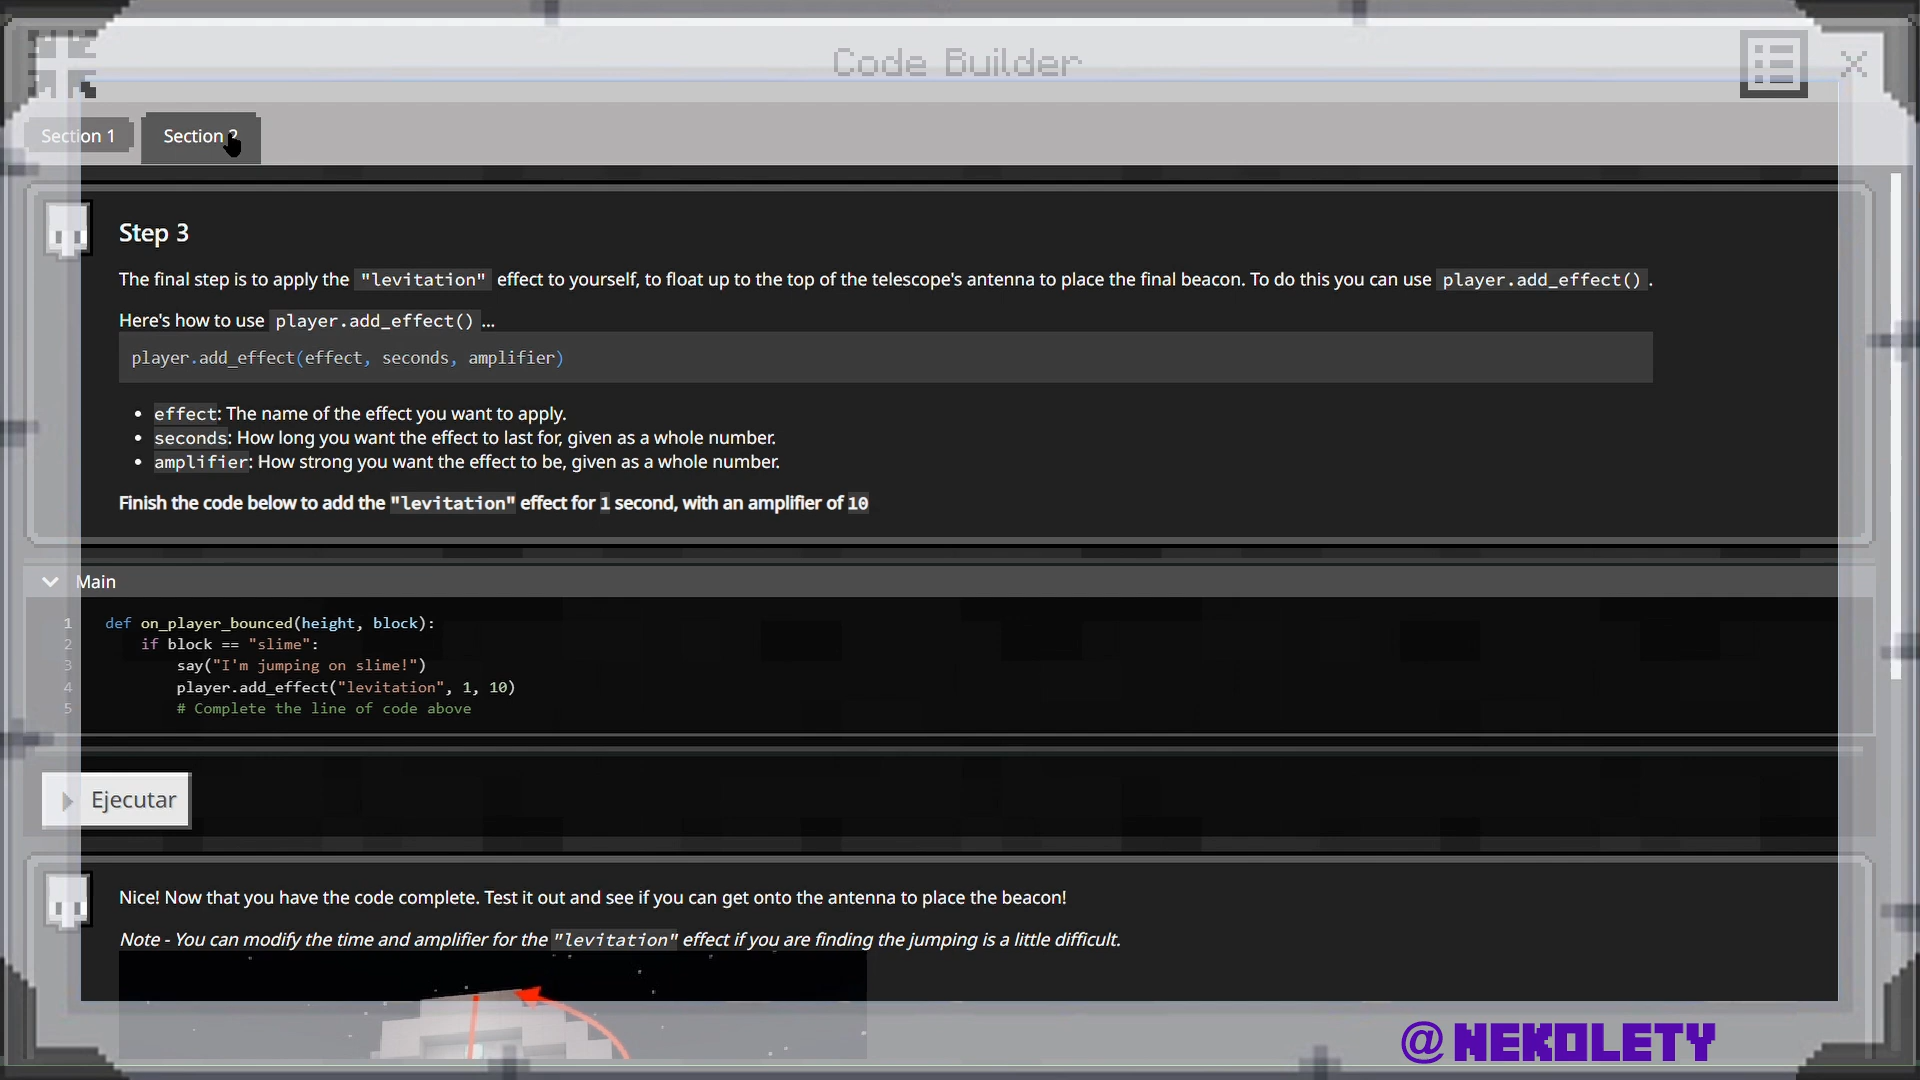 Code Builder
Section 1
Section 2
Step 3
The final step is to apply the "levitation" effect to yourself, to float up to the top of the telescope's antenna to place the final beacon. To do this you can use player.add_effect() .
Here's how to use player.add_effect() ...
player.add_effect(effect, seconds, amplifier)
• effect: The name of the effect you want to apply.
• seconds: How long you want the effect to last for, given as a whole number.
• amplifier: How strong you want the effect to be, given as a whole number.
Finish the code below to add the "levitation" effect for 1 second, with an amplifier of 10
Main
1 def on_player_bounced(height, block):
2 if block == "slime":
3 say("I'm jumping on slime!")
4 player.add_effect("levitation", 1, 10)
5 # Complete the line of code above
Ejecutar
Nice! Now that you have the code complete. Test it out and see if you can get onto the antenna to place the beacon!
Note - You can modify the time and amplifier for the "levitation" effect if you are finding the jumping is a little difficult.
@NEKOLETY